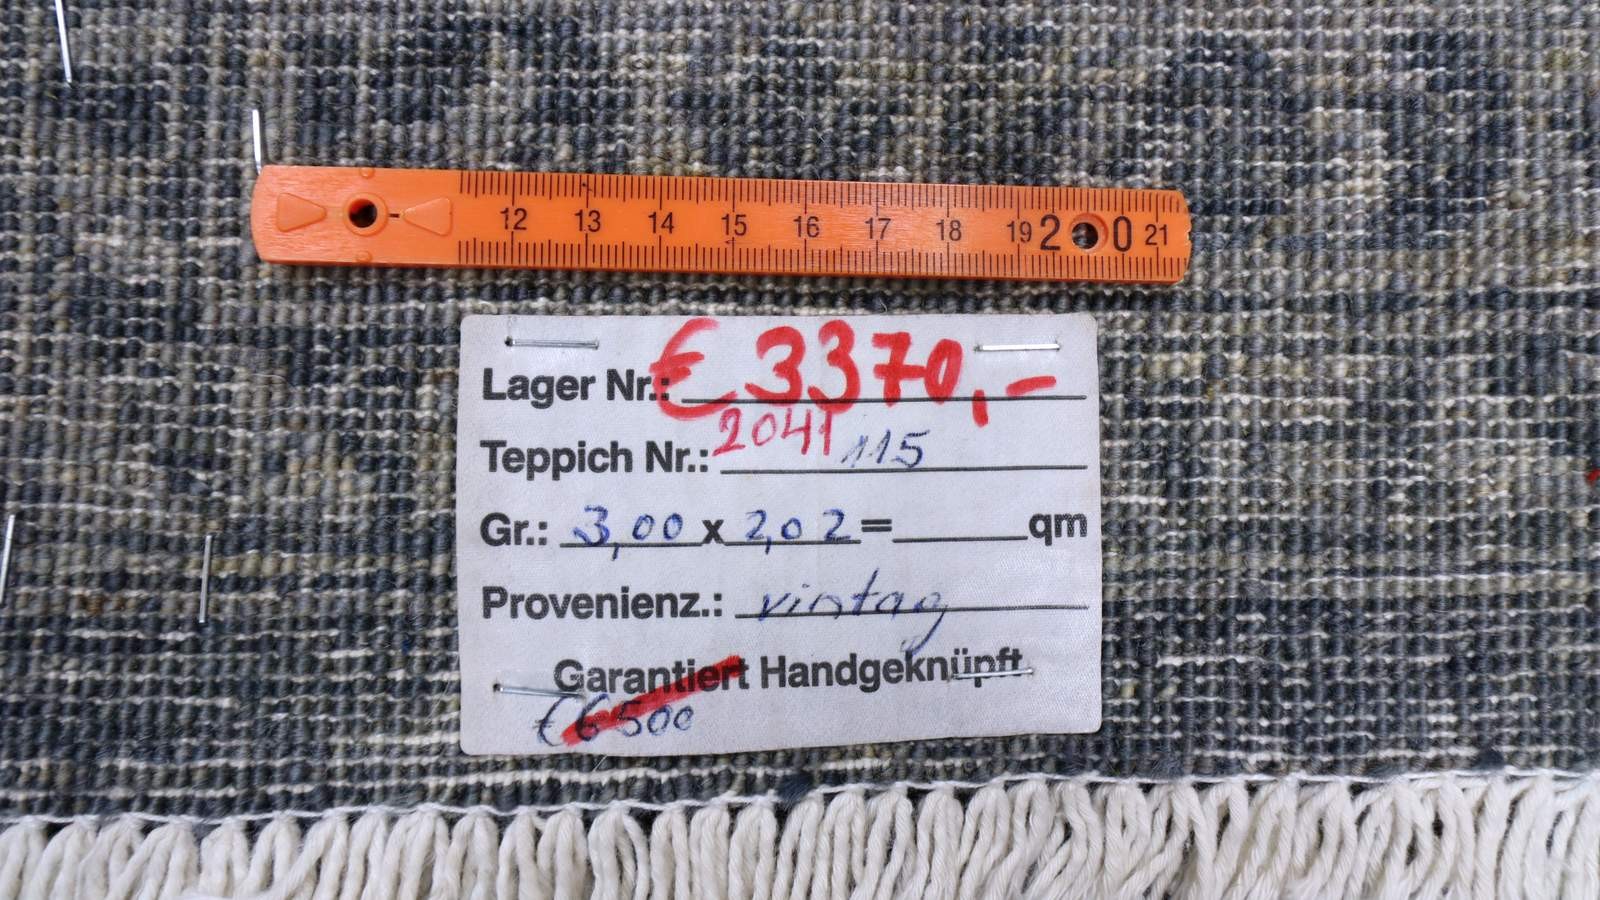 12 13 14 15 16 17 18 19 20 21
Lager Nr.: € 3370,-
2041
Teppich Nr.: 115
Gr.: 3,00 x 2,02 = qm
Provenienz.: vintag
Garantiert Handgeknüpft
€ 6500